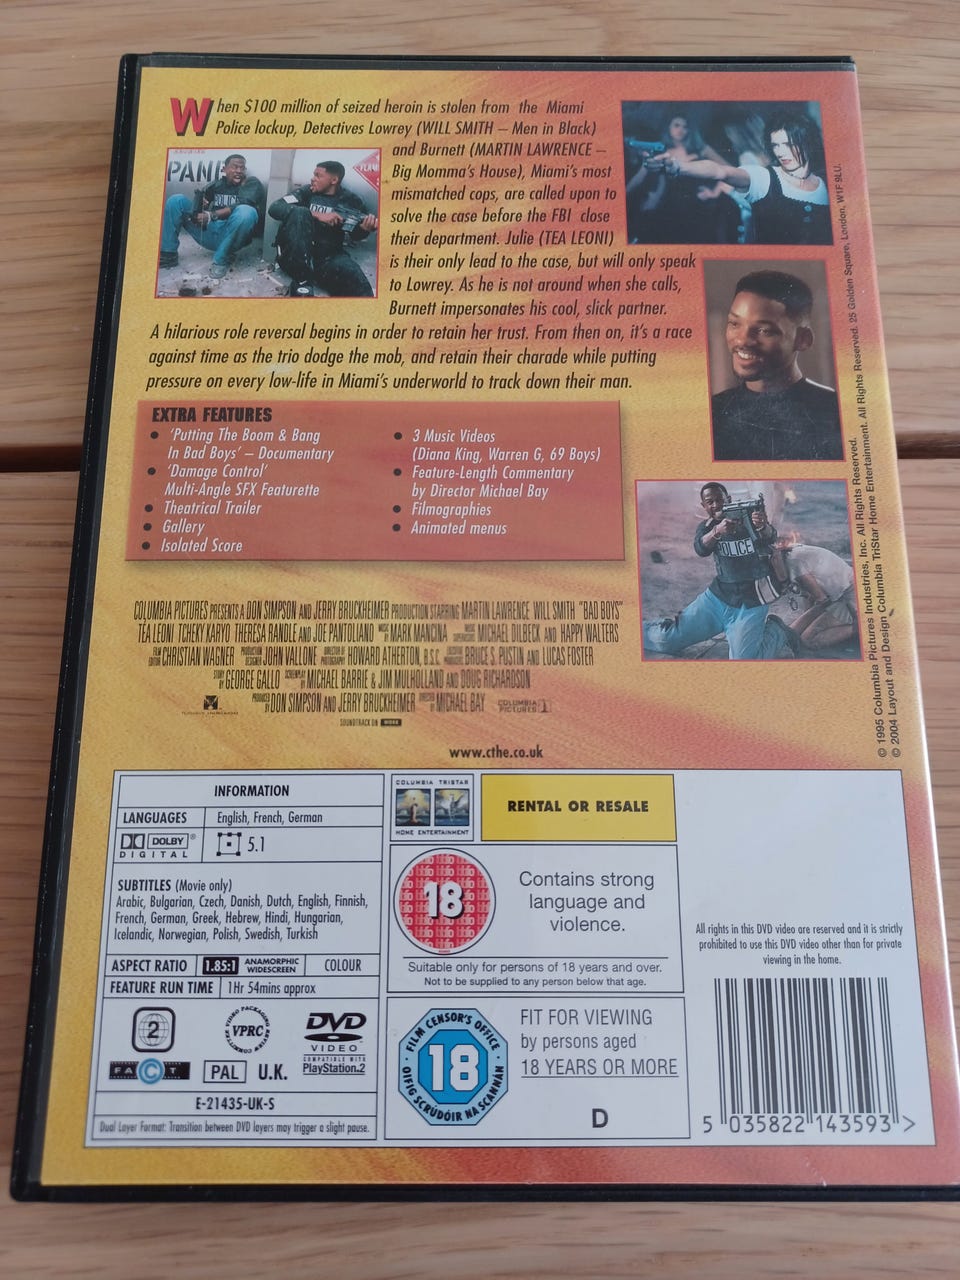 When $100 million of seized heroin is stolen from the Miami
Police lockup, Detectives Lowrey (WILL SMITH – Men in Black)
and Burnett (MARTIN LAWRENCE –
Big Momma's House), Miami's most
mismatched cops, are called upon to
solve the case before the FBI close
their department. Julie (TEA LEONI)
is their only lead to the case, but will only speak
to Lowrey. As he is not around when she calls,
Burnett impersonates his cool, slick partner.
A hilarious role reversal begins in order to retain her trust. From then on, it's a race
against time as the trio dodge the mob, and retain their charade while putting
pressure on every low-life in Miami's underworld to track down their man.
POLICE
EXTRA FEATURES
• 'Putting The Boom & Bang
In Bad Boys' – Documentary
• 'Damage Control'
Multi-Angle SFX Featurette
• Theatrical Trailer
• Gallery
• Isolated Score
• 3 Music Videos
(Diana King, Warren G, 69 Boys)
• Feature-Length Commentary
by Director Michael Bay
• Filmographies
• Animated menus
COLUMBIA PICTURES PRESENTS A DON SIMPSON AND JERRY BRUCKHEIMER PRODUCTION STARRING MARTIN LAWRENCE WILL SMITH "BAD BOYS"
TÉA LEONI TCHEKY KARYO THERESA RANDLE AND JOE PANTOLIANO MUSIC BY MARK MANCINA MUSIC SUPERVISORS MICHAEL DILBECK AND HAPPY WALTERS
FILM EDITOR CHRISTIAN WAGNER PRODUCTION DESIGNER JOHN VALLONE DIRECTOR OF PHOTOGRAPHY HOWARD ATHERTON, B.S.C. EXECUTIVE PRODUCERS BRUCE S. PUSTIN AND LUCAS FOSTER
STORY BY GEORGE GALLO SCREENPLAY BY MICHAEL BARRIE & JIM MULHOLLAND AND DOUG RICHARDSON
PRODUCED BY DON SIMPSON AND JERRY BRUCKHEIMER DIRECTED BY MICHAEL BAY COLUMBIA PICTURES
SOUNDTRACK ON WORK
www.cthe.co.uk
© 1995 Columbia Pictures Industries, Inc. All Rights Reserved.
© 2004 Layout and Design Columbia TriStar Home Entertainment. All Rights Reserved. 25 Golden Square, London, W1F 9LU.
INFORMATION
LANGUAGES English, French, German
DOLBY DIGITAL 5.1
SUBTITLES (Movie only)
Arabic, Bulgarian, Czech, Danish, Dutch, English, Finnish,
French, German, Greek, Hebrew, Hindi, Hungarian,
Icelandic, Norwegian, Polish, Swedish, Turkish
ASPECT RATIO 1.85:1 ANAMORPHIC WIDESCREEN COLOUR
FEATURE RUN TIME 1Hr 54mins approx
2
VIDEO PACKAGING REVIEW COMMITTEE VPRC
DVD VIDEO
COMPATIBLE WITH
PlayStation.2
FACT
PAL U.K.
E-21435-UK-S
Dual Layer Format: Transition between DVD layers may trigger a slight pause.
COLUMBIA TRISTAR
HOME ENTERTAINMENT
RENTAL OR RESALE
18
Contains strong
language and
violence.
Suitable only for persons of 18 years and over.
Not to be supplied to any person below that age.
FILM CENSOR'S OFFICE
18
OIFIG SCRÚDÓIR NA SCANNÁN
FIT FOR VIEWING
by persons aged
18 YEARS OR MORE
D
All rights in this DVD video are reserved and it is strictly
prohibited to use this DVD video other than for private
viewing in the home.
5 035822 143593 >